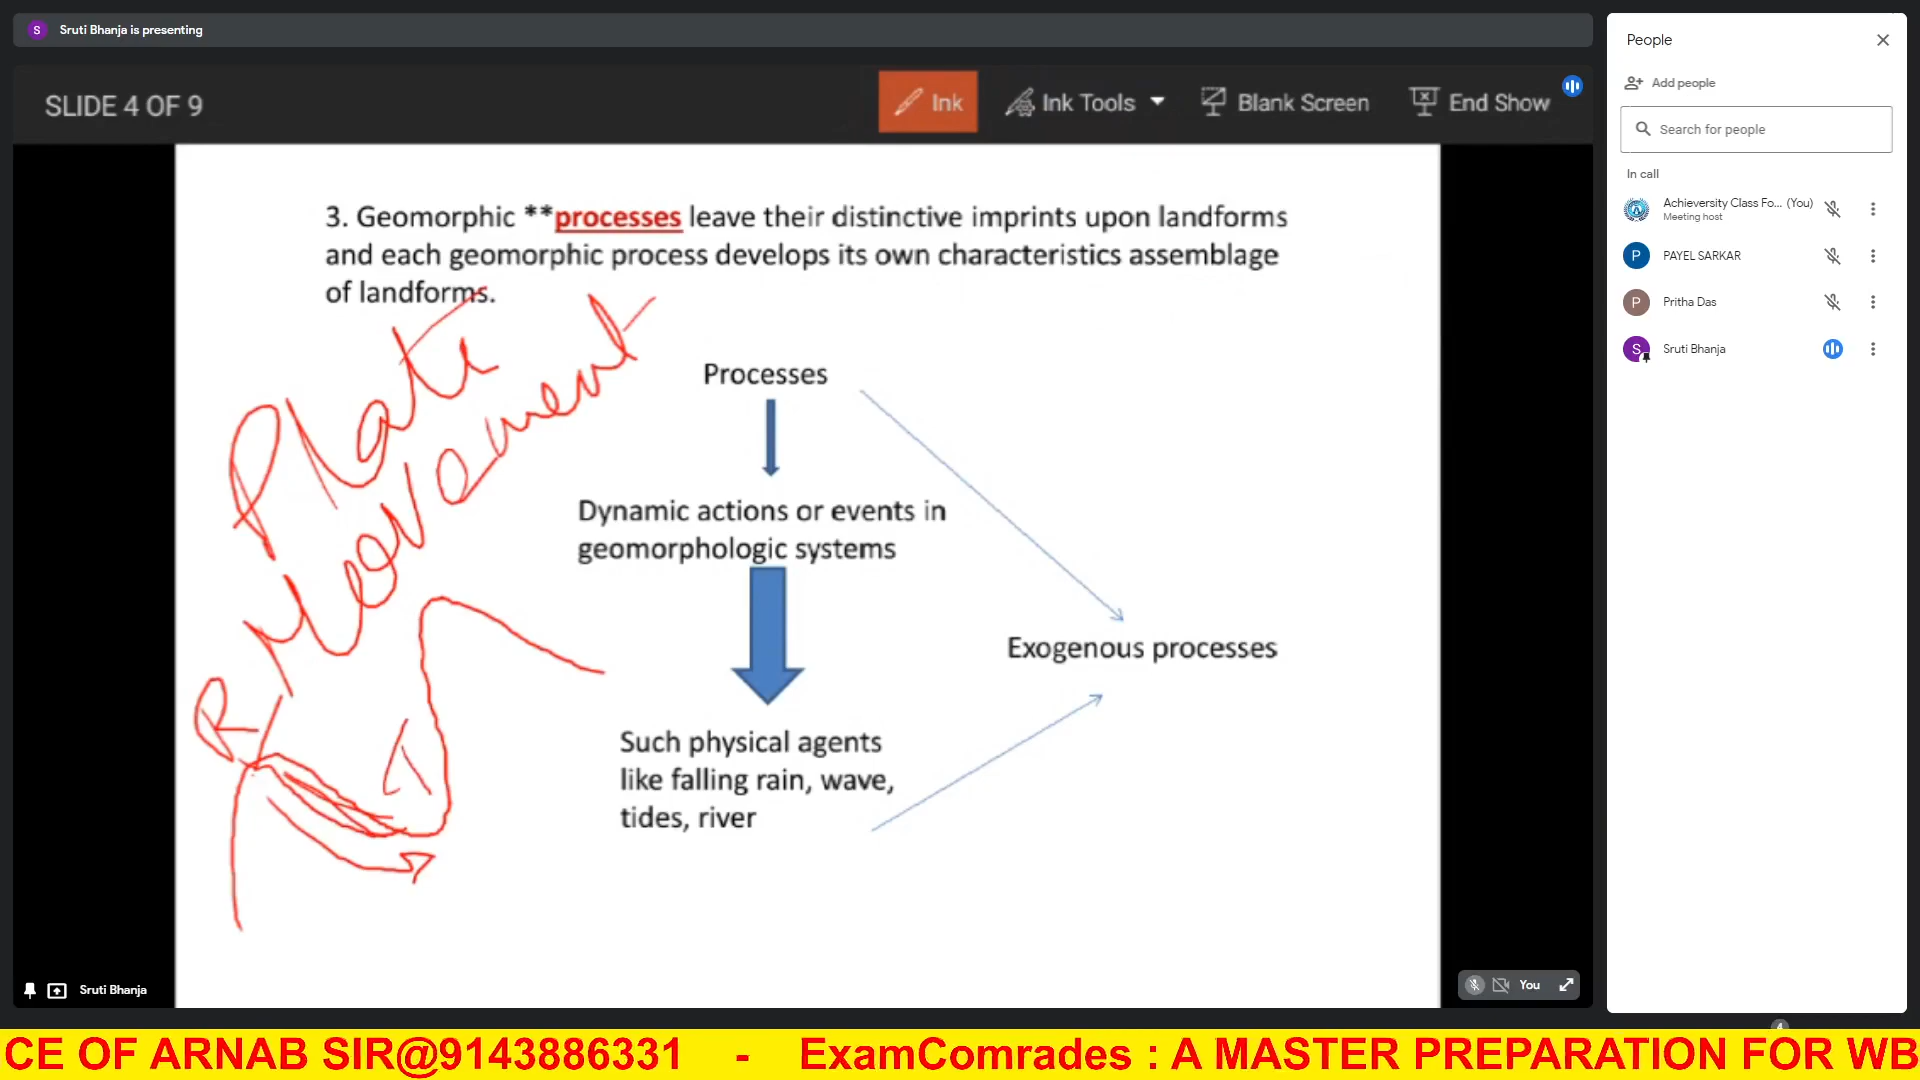 S Sruti Bhanja is presenting
SLIDE 4 OF 9
Ink
Ink Tools
Blank Screen
End Show
3. Geomorphic **processes leave their distinctive imprints upon landforms
and each geomorphic process develops its own characteristics assemblage
of landforms.
Plate
Movement
R
Processes
Dynamic actions or events in
geomorphologic systems
Exogenous processes
Such physical agents
like falling rain, wave,
tides, river
Sruti Bhanja
You
People
Add people
Search for people
In call
Achieversity Class Fo... (You)
Meeting host
P PAYEL SARKAR
P Pritha Das
S Sruti Bhanja
4
CE OF ARNAB SIR@9143886331 - ExamComrades : A MASTER PREPARATION FOR WB